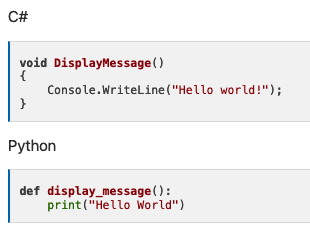 C#
void DisplayMessage()
{
    Console.WriteLine("Hello world!");
}
Python
def display_message():
    print("Hello World")